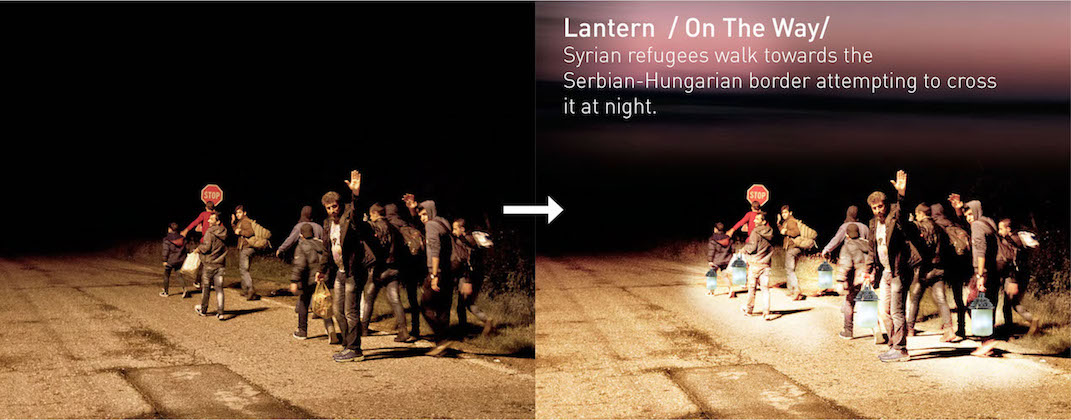 Lantern / On The Way/
Syrian refugees walk towards the
Serbian-Hungarian border attempting to cross
it at night.
STOP
STOP